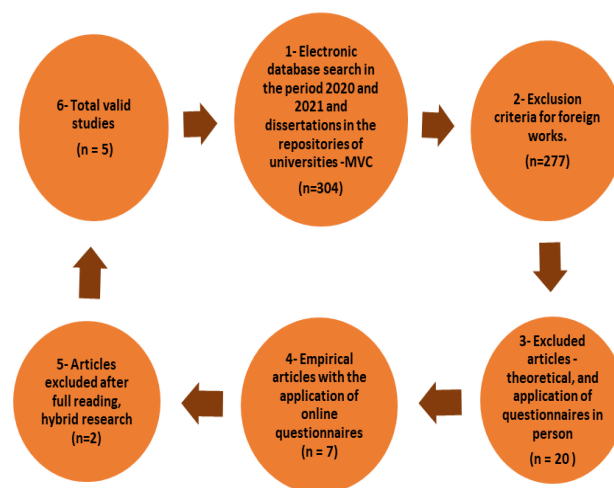 1- Electronic
database search in
the period 2020 and
2021 and
dissertations in the
repositories of
universities -MVC
(n=304)
2- Exclusion
criteria for foreign
works.
(n=277)
3- Excluded articles -
theoretical, and
application of
questionnaires in
person
(n = 20 )
4- Empirical
articles with the
application of
online
questionnaires
(n = 7)
5- Articles
excluded after
full reading,
hybrid research
(n=2)
6- Total valid
studies
(n = 5)